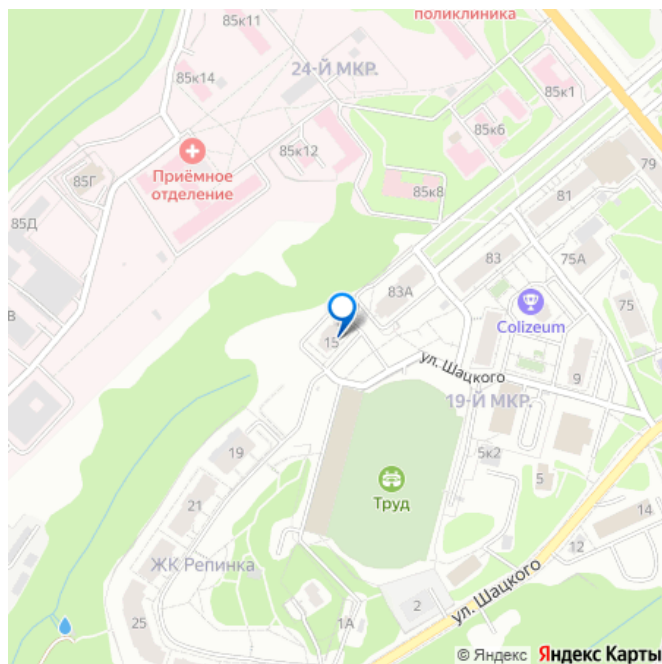 поликлиника
85к11
24-Й МКР.
85к14
85к1
85к6
85к12
Приёмное
отделение
85Г
85к8
79
81
85Д
83
75А
83А
75
В
Colizeum
15
ул. Шацкого
9
19-Й МКР.
19
5к2
5
Труд
21
14
12
ЖК Репинка
ул. Шацкого
2
1А
25
© Яндекс Яндекс Карты